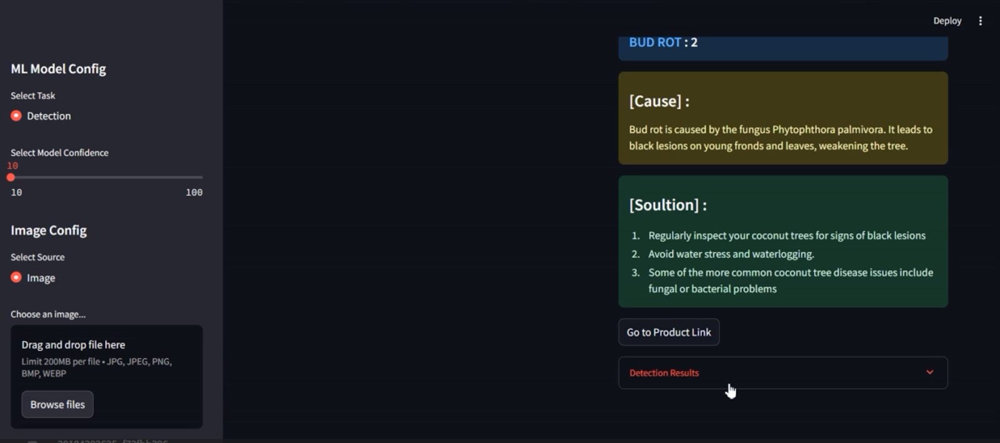 Deploy
ML Model Config
Select Task
Detection
Select Model Confidence
10
10 100
Image Config
Select Source
Image
Choose an image...
Drag and drop file here
Limit 200MB per file • JPG, JPEG, PNG,
BMP, WEBP
Browse files
BUD ROT : 2
[Cause] :
Bud rot is caused by the fungus Phytophthora palmivora. It leads to
black lesions on young fronds and leaves, weakening the tree.
[Soultion] :
1. Regularly inspect your coconut trees for signs of black lesions
2. Avoid water stress and waterlogging.
3. Some of the more common coconut tree disease issues include
fungal or bacterial problems
Go to Product Link
Detection Results